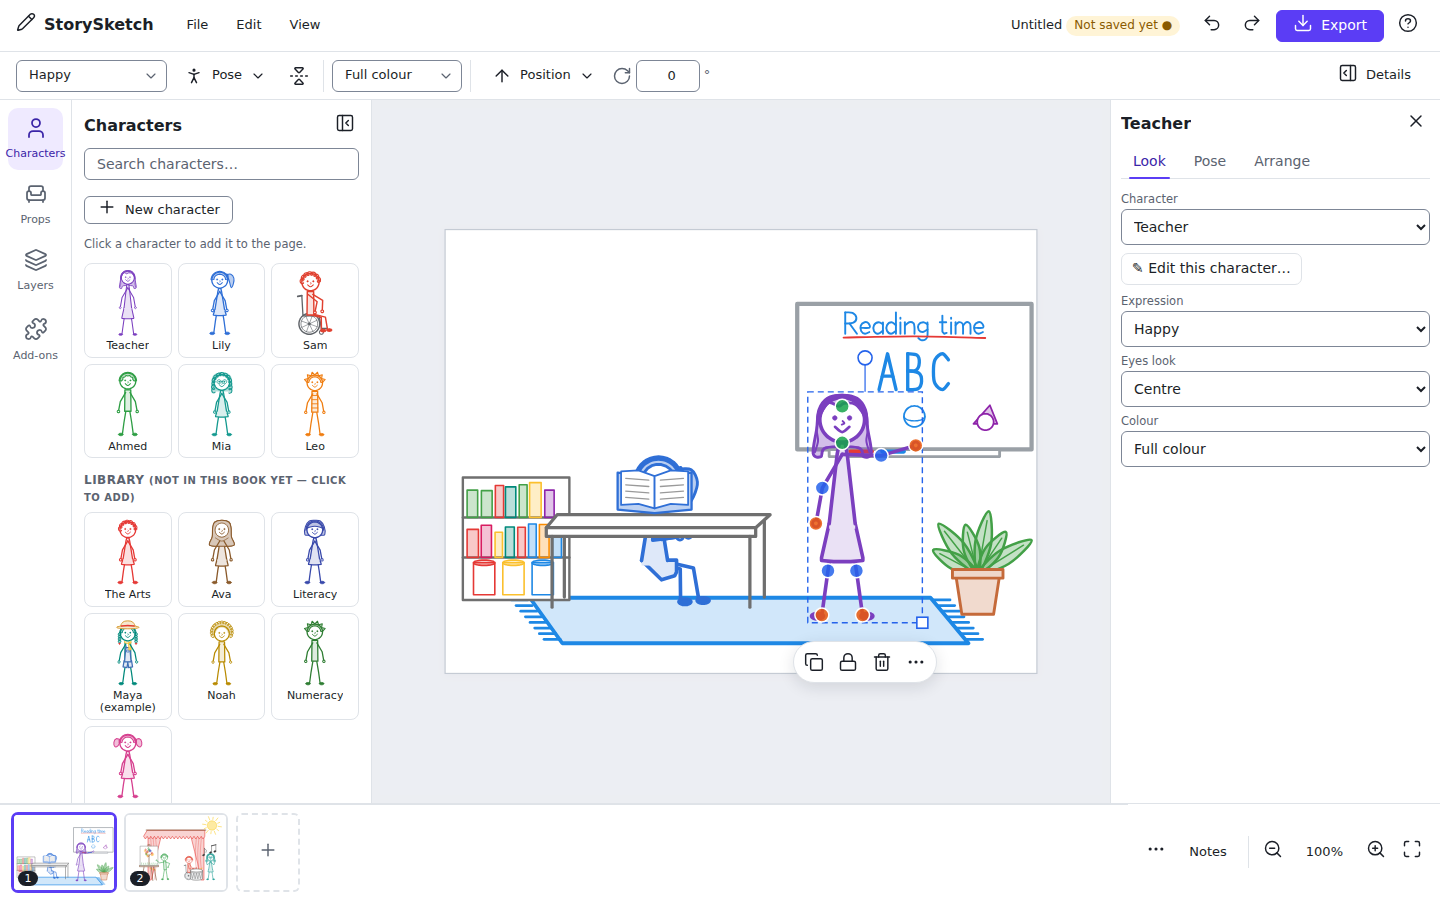 StorySketch
File
Edit
View
Untitled
Not saved yet
Export
Happy
Pose
Full colour
Position
0
°
Details
Characters
Props
Layers
Add-ons
Characters
Search characters…
New character
Click a character to add it to the page.
Teacher
Lily
Sam
Ahmed
Mia
Leo
LIBRARY (NOT IN THIS BOOK YET — CLICK
TO ADD)
The Arts
Ava
Literacy
Maya
(example)
Noah
Numeracy
Reading time
ABC
Teacher
Look
Pose
Arrange
Character
Teacher
✎ Edit this character…
Expression
Happy
Eyes look
Centre
Colour
Full colour
Reading time
ABC
1
2
Notes
100%